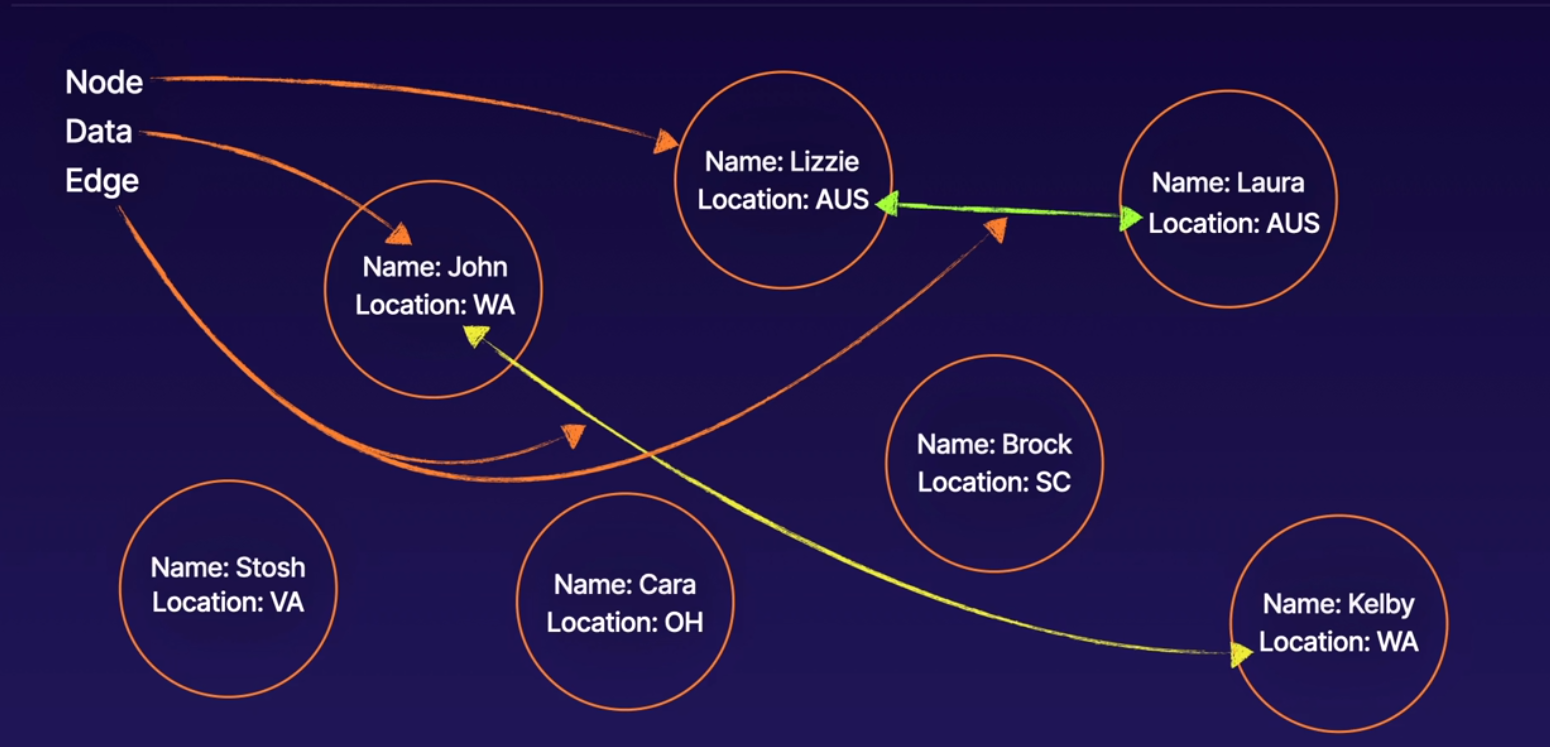 Node
Data
Edge
Name: Lizzie
Location: AUS
Name: Laura
Location: AUS
Name: John
Location: WA
Name: Brock
Location: SC
Name: Stosh
Location: VA
Name: Cara
Location: OH
Name: Kelby
Location: WA